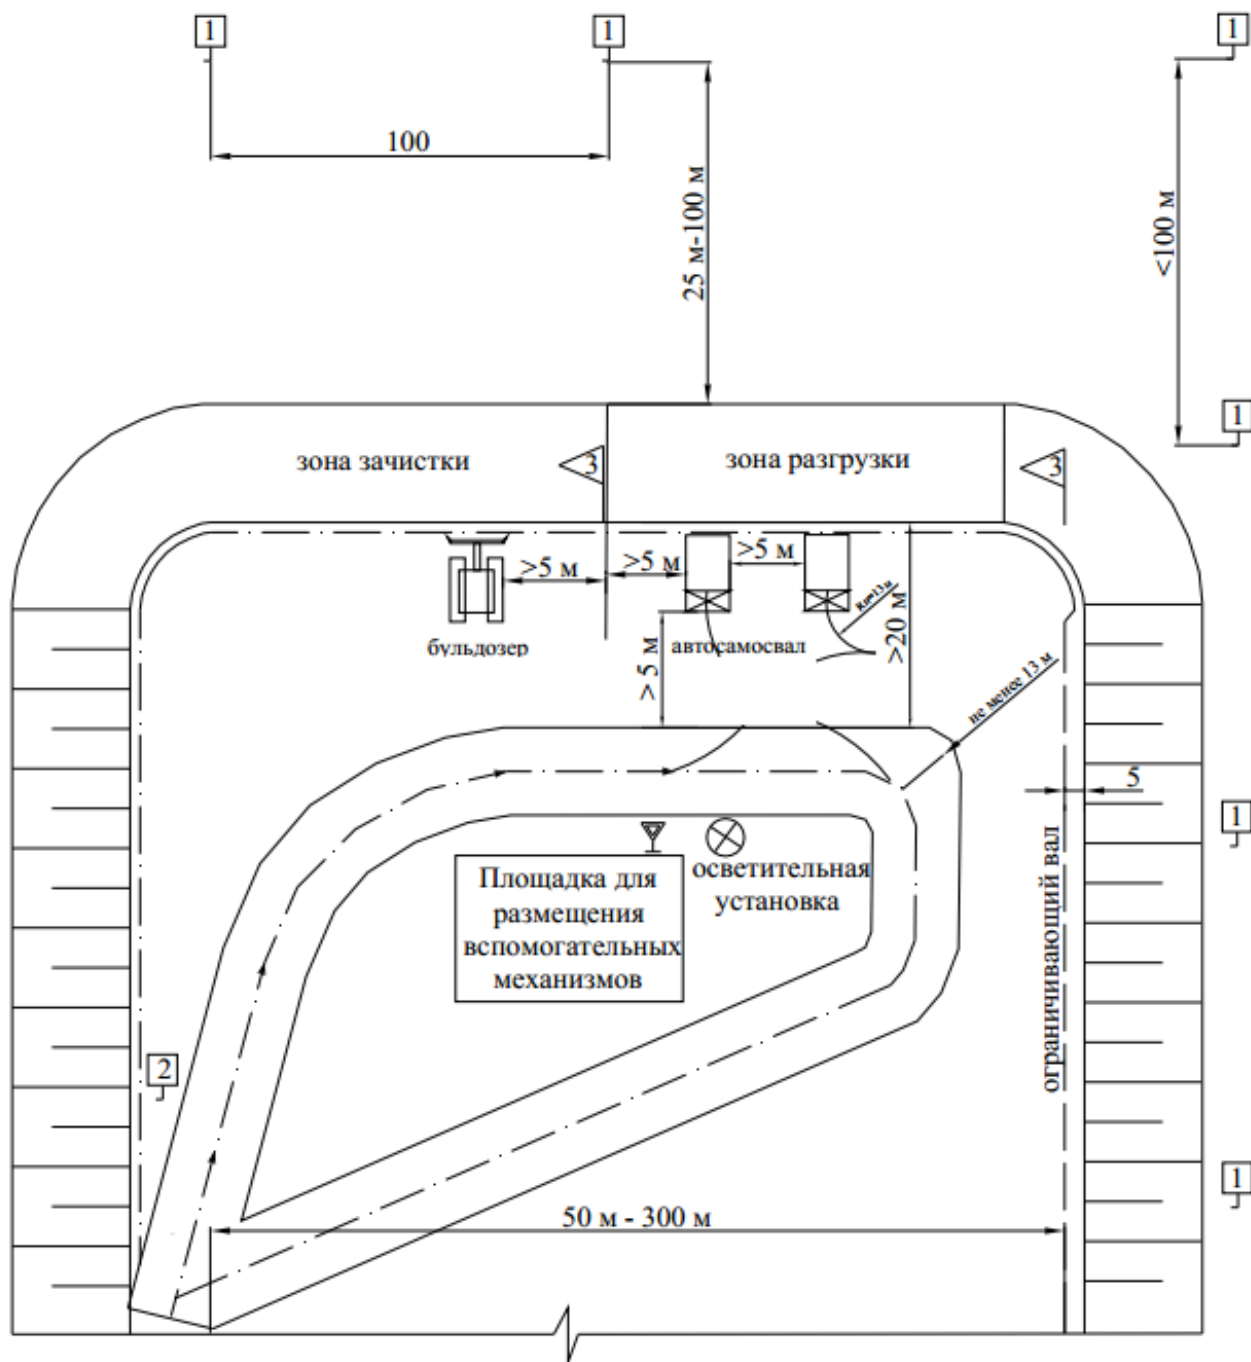 1
1
1
100
25 м-100 м
<100 м
1
зона зачистки
3
зона разгрузки
3
>5 м
>5 м
>5 м
Rр=13м
>20 м
бульдозер
автосамосвал
> 5 м
не менее 13 м
5
1
Площадка для
размещения
вспомогательных
механизмов
осветительная
установка
ограничивающий вал
2
1
50 м - 300 м